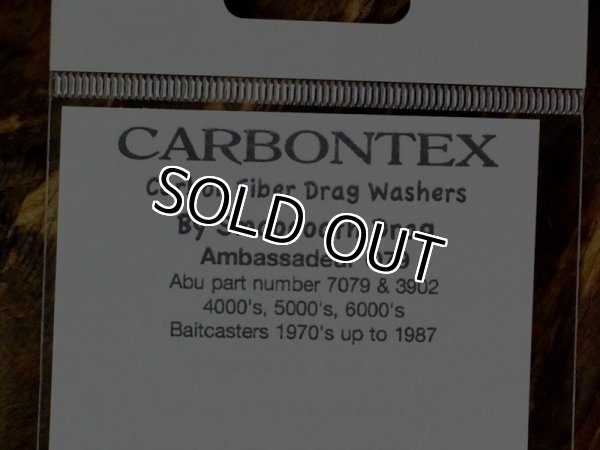 CARBONTEX
Fiber Drag Washers
By Drag
SOLD OUT
Ambassadeur
Abu part number 7079 & 3902
4000's, 5000's, 6000's
Baitcasters 1970's up to 1987